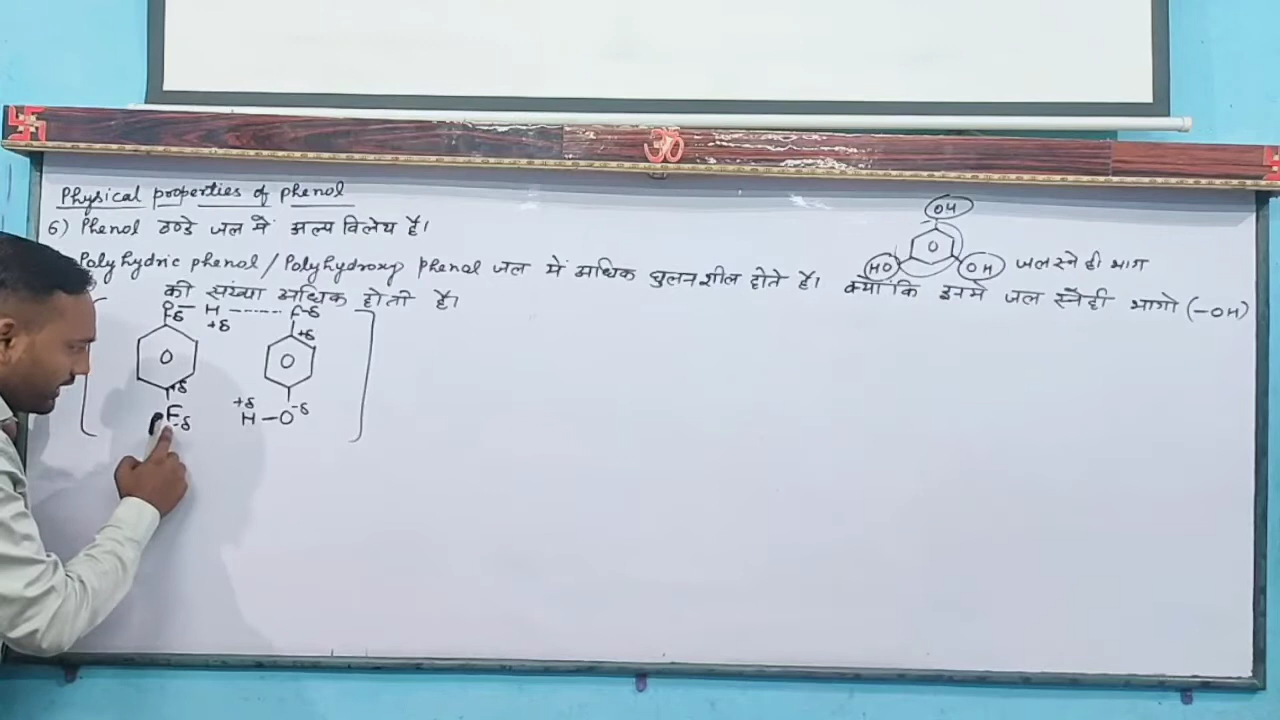 ॐ
Physical properties of phenol
6) Phenol ठण्डे जल में अल्प विलेय है।
Polyhydric phenol / Polyhydroxy phenol जल में अधिक घुलनशील होते हैं। क्योंकि इनमे जल स्नेही भागो (-OH)
की संख्या अधिक होती है।
OH
HO OH जल स्नेही भाग
-δ H ------ F-δ
+δ +δ
+δ
F-δ
+δ -δ
H-O